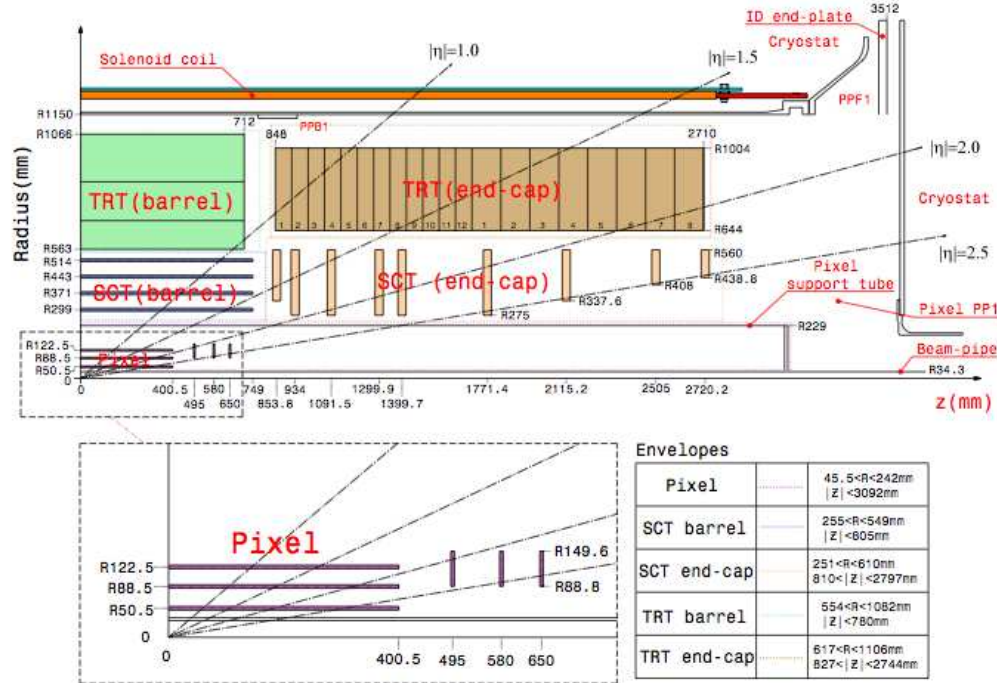 3512
ID end-plate
Cryostat
|η|=1.0
|η|=1.5
Solenoid coil
PPF1
R1150
712
PPB1
R1066
848
2710
R1004
|η|=2.0
TRT(barrel)
TRT(end-cap)
Radius(mm)
Cryostat
1 2 3 4 5 6 7 8 9 10 11 12 1 2 3 4 5 6 7 8
R644
R563
R560
R514
|η|=2.5
R443
SCT(barrel)
SCT (end-cap)
R438.8
Pixel
support tube
R408
R371
R337.6
R299
R275
Pixel PP1
R229
R122.5
R88.5
Pixel
R50.5
Beam-pipe
R34.3
0
0 400.5 580 749 934 1299.9 1771.4 2115.2 2505 2720.2
495 650 853.8 1091.5 1399.7
z(mm)
Pixel
R149.6
R122.5
R88.5
R88.8
R50.5
0
0
400.5 495 580 650
Envelopes
Pixel
45.5<R<242mm
|Z|<3092mm
SCT barrel
255<R<549mm
|Z|<805mm
SCT end-cap
251<R<610mm
810<|Z|<2797mm
TRT barrel
554<R<1082mm
|Z|<780mm
TRT end-cap
617<R<1106mm
827<|Z|<2744mm